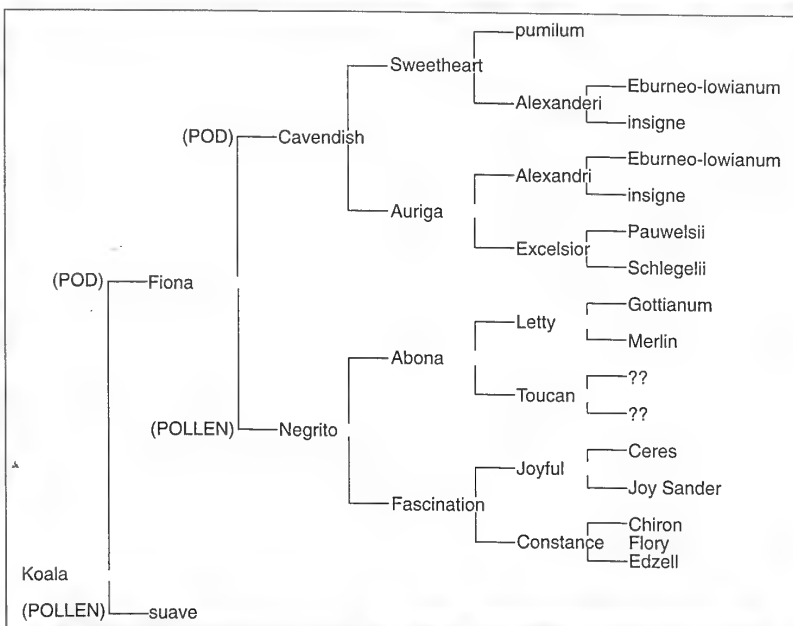 pumilum
Sweetheart
Eburneo-lowianum
Alexanderi
insigne
(POD) Cavendish
Eburneo-lowianum
Alexandri
insigne
Auriga
Pauwelsii
Excelsior
Schlegelii
(POD) Fiona
Gottianum
Letty
Merlin
Abona
??
Toucan
??
(POLLEN) Negrito
Ceres
Joyful
Joy Sander
Fascination
Chiron
Constance Flory
Edzell
Koala
(POLLEN) suave